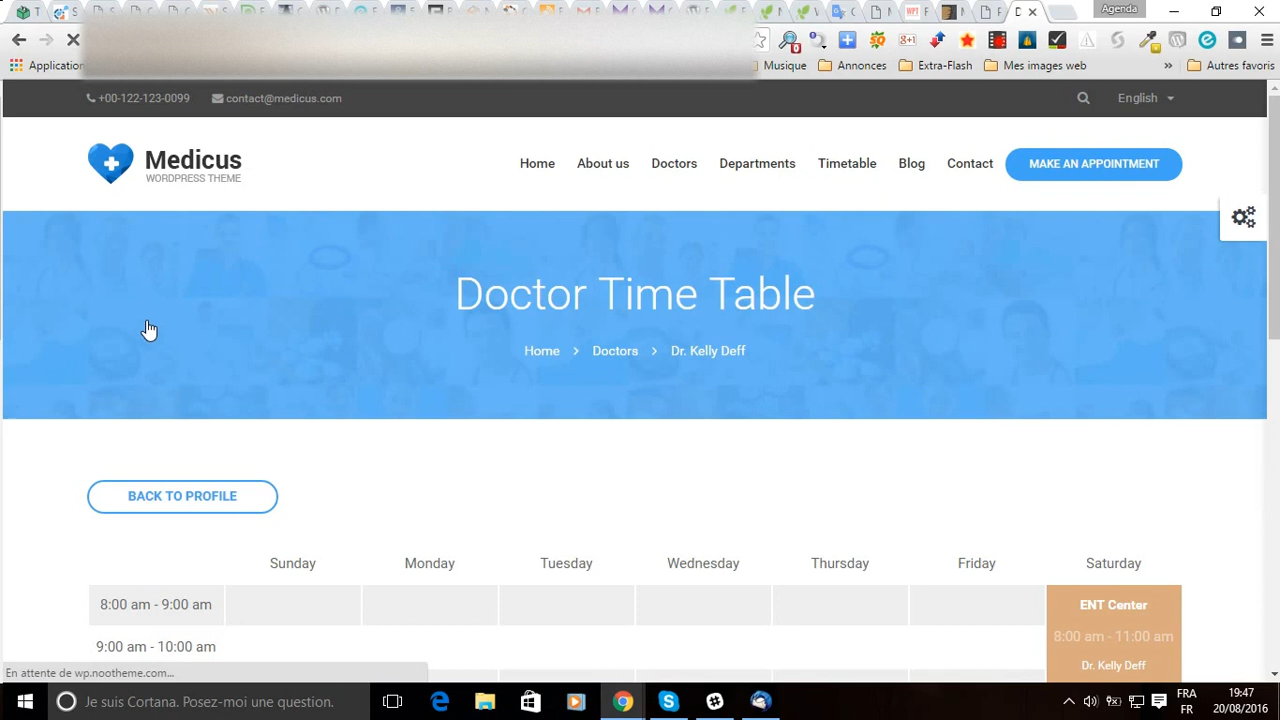 Agenda
Application
Musique
Annonces
Extra-Flash
Mes images web
»
Autres favoris
+00-122-123-0099
contact@medicus.com
English
Medicus
WORDPRESS THEME
Home
About us
Doctors
Departments
Timetable
Blog
Contact
MAKE AN APPOINTMENT
Doctor Time Table
Home > Doctors > Dr. Kelly Deff
BACK TO PROFILE
Sunday Monday Tuesday Wednesday Thursday Friday Saturday
8:00 am - 9:00 am
ENT Center
8:00 am - 11:00 am
9:00 am - 10:00 am
Dr. Kelly Deff
En attente de wp.nootheme.com...
Je suis Cortana. Posez-moi une question.
FRA
FR
19:47
20/08/2016